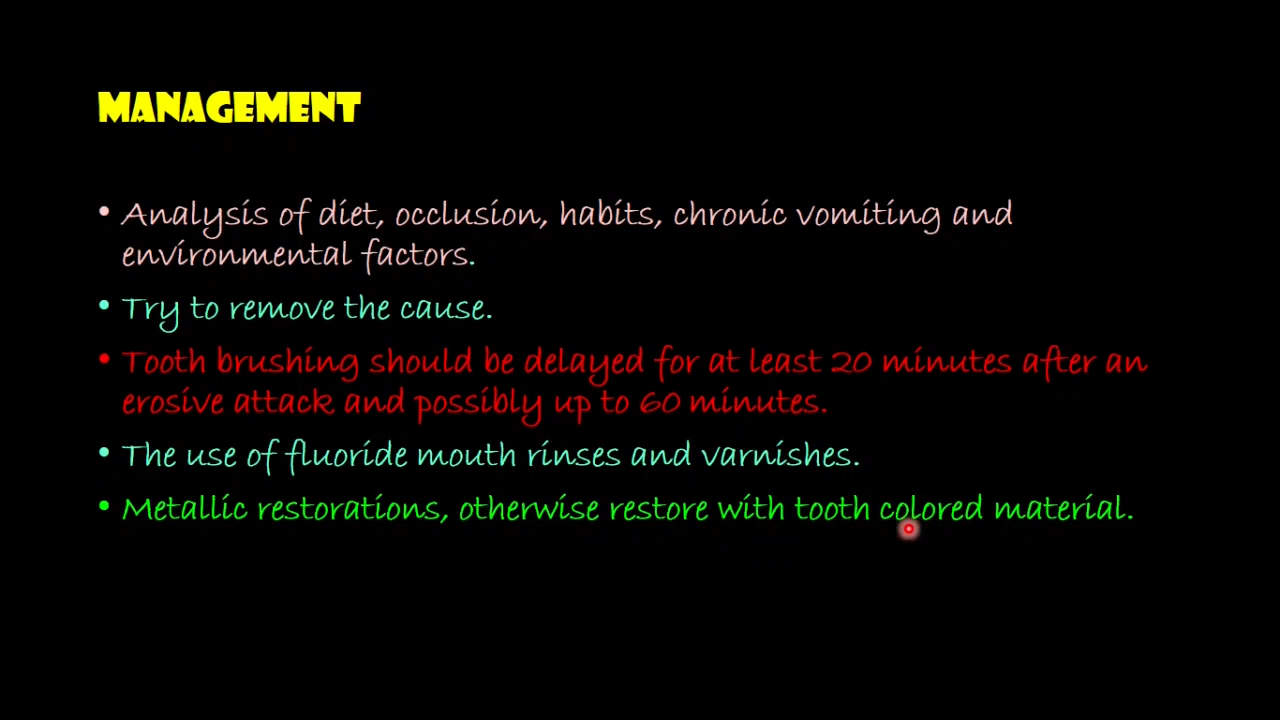 MANAGEMENT
• Analysis of diet, occlusion, habits, chronic vomiting and
environmental factors.
• Try to remove the cause.
• Tooth brushing should be delayed for at least 20 minutes after an
erosive attack and possibly up to 60 minutes.
• The use of fluoride mouth rinses and varnishes.
• Metallic restorations, otherwise restore with tooth colored material.